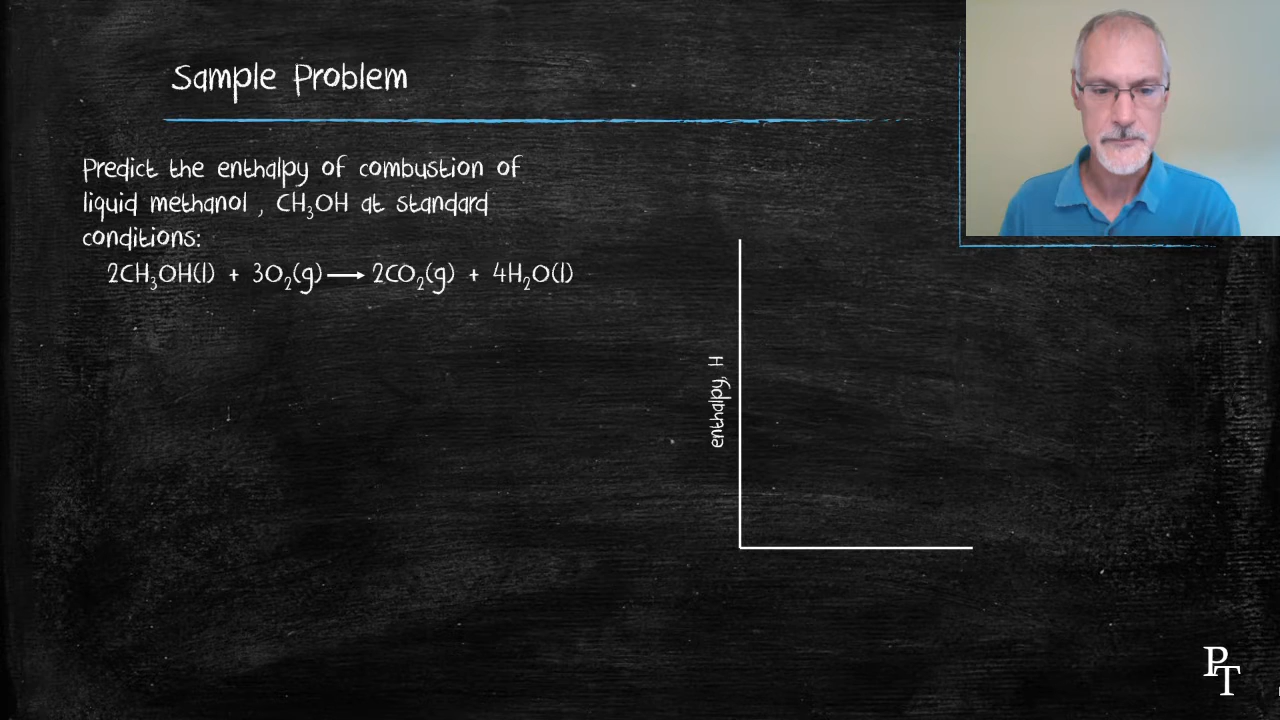 Sample Problem
Predict the enthalpy of combustion of
liquid methanol , CH₃OH at standard
conditions:
2CH₃OH(l) + 3O₂(g) ⟶ 2CO₂(g) + 4H₂O(l)
enthalpy, H
PT